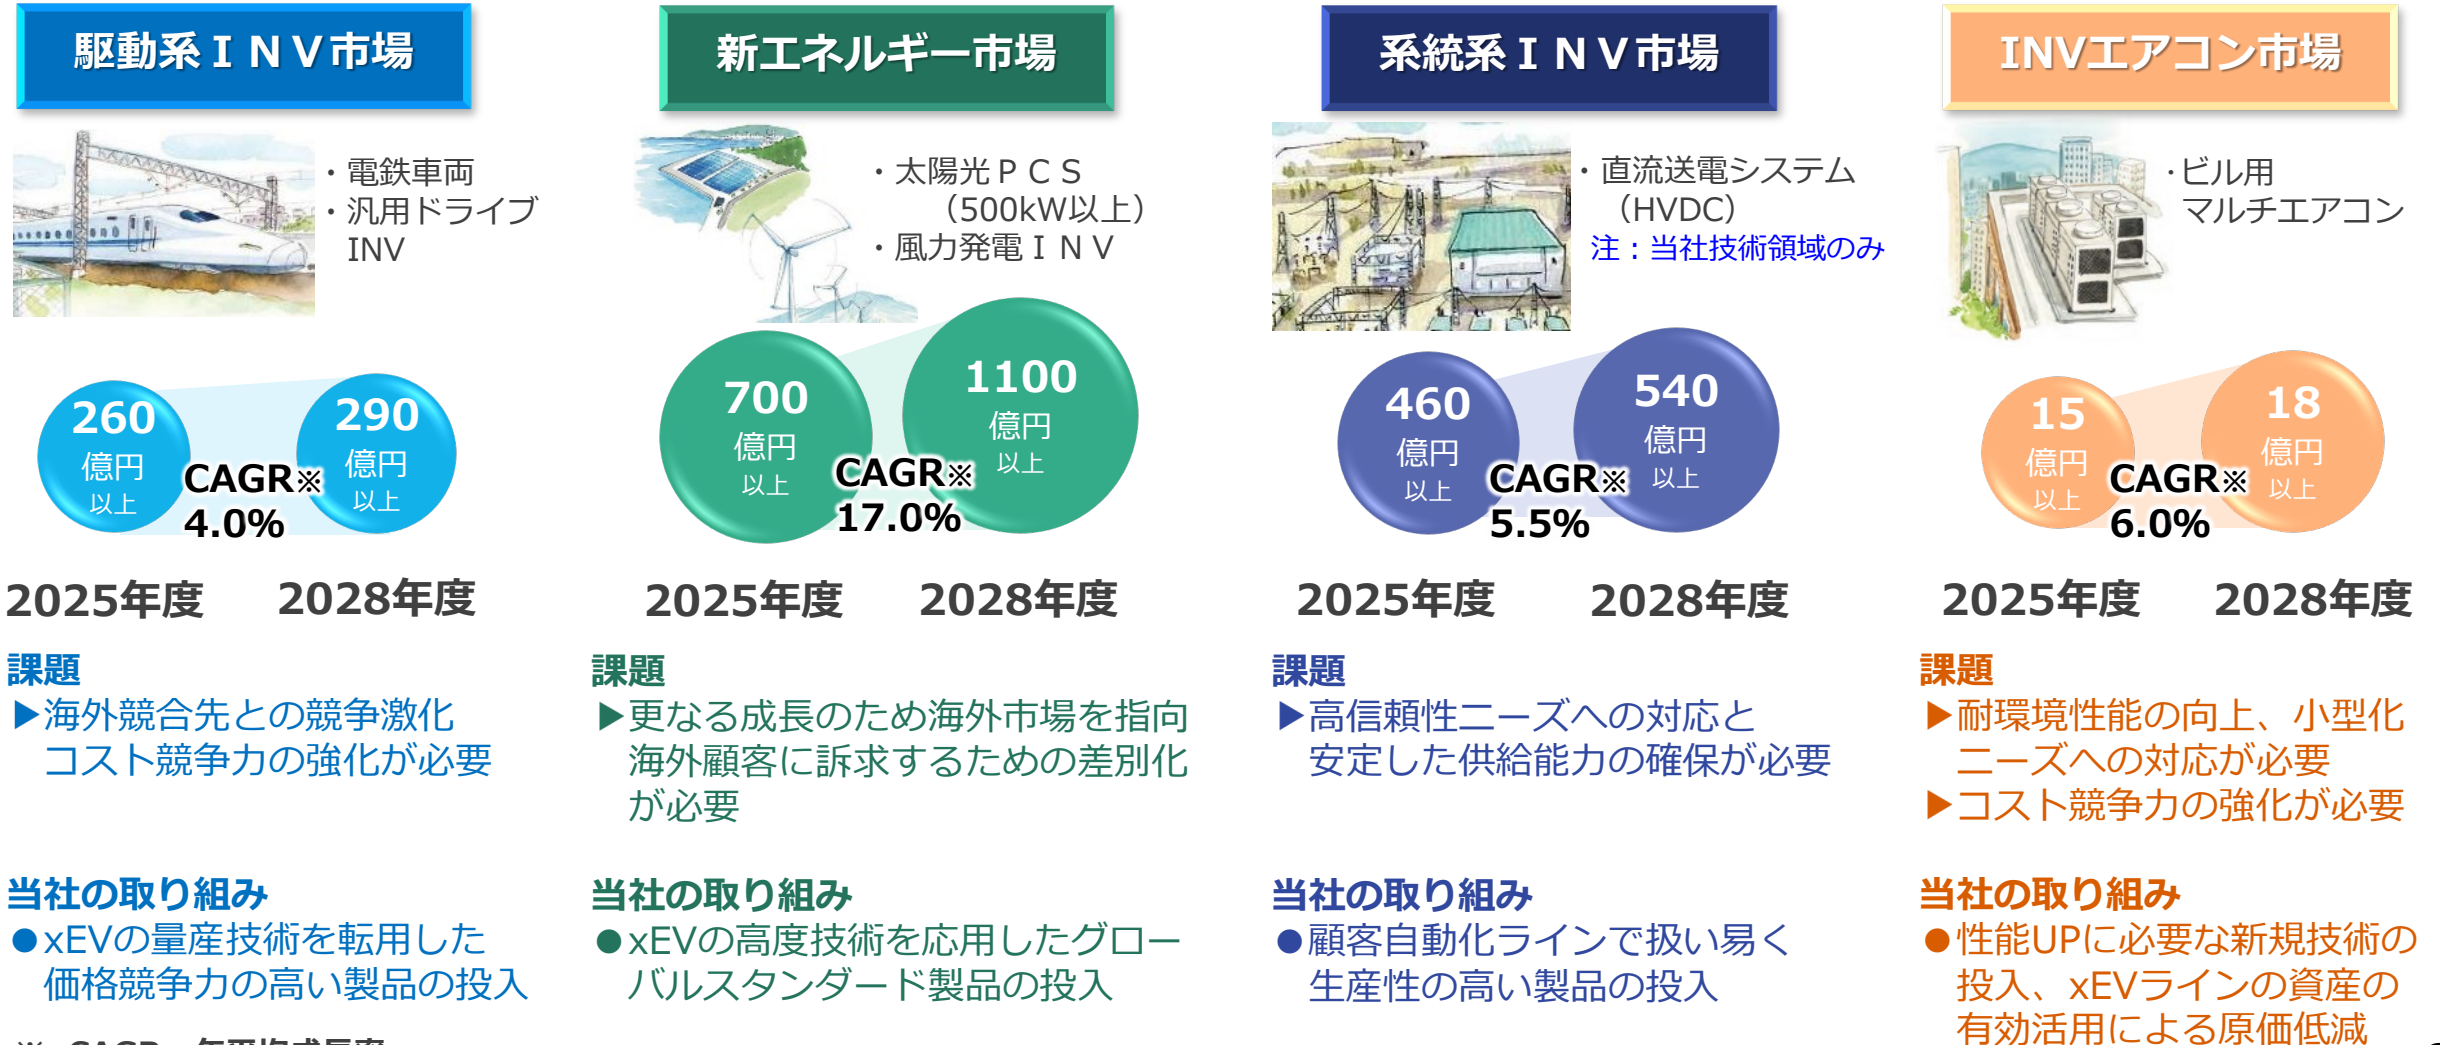 駆動系ＩＮＶ市場
・電鉄車両
・汎用ドライブ
INV
260
億円
以上
290
億円
以上
CAGR※
4.0%
2025年度
2028年度
課題
▶海外競合先との競争激化
コスト競争力の強化が必要
当社の取り組み
●xEVの量産技術を転用した
価格競争力の高い製品の投入
新エネルギー市場
・太陽光ＰＣＳ
（500kW以上）
・風力発電ＩＮＶ
700
億円
以上
1100
億円
以上
CAGR※
17.0%
2025年度
2028年度
課題
▶更なる成長のため海外市場を指向
海外顧客に訴求するための差別化
が必要
当社の取り組み
●xEVの高度技術を応用したグロー
バルスタンダード製品の投入
系統系ＩＮＶ市場
・直流送電システム
（HVDC）
注：当社技術領域のみ
460
億円
以上
540
億円
以上
CAGR※
5.5%
2025年度
2028年度
課題
▶高信頼性ニーズへの対応と
安定した供給能力の確保が必要
当社の取り組み
●顧客自動化ラインで扱い易く
生産性の高い製品の投入
INVエアコン市場
・ビル用
マルチエアコン
15
億円
以上
18
億円
以上
CAGR※
6.0%
2025年度
2028年度
課題
▶耐環境性能の向上、小型化
ニーズへの対応が必要
▶コスト競争力の強化が必要
当社の取り組み
●性能UPに必要な新規技術の
投入、xEVラインの資産の
有効活用による原価低減